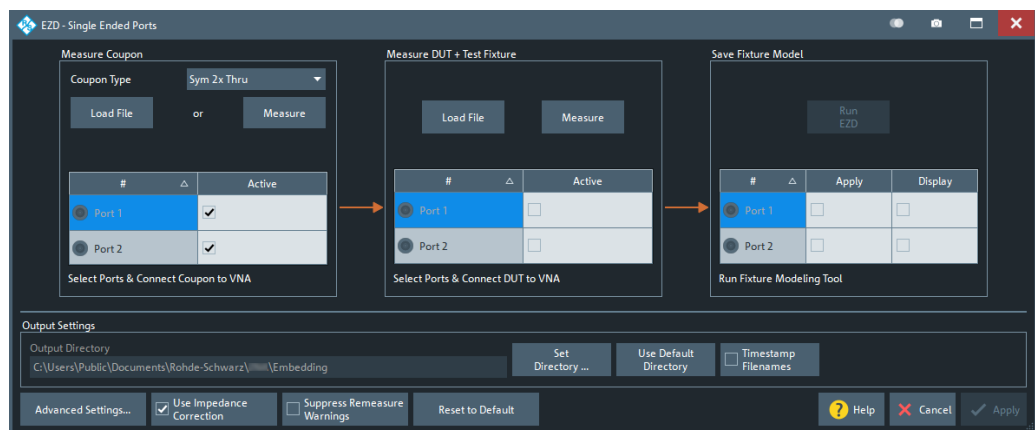 EZD - Single Ended Ports
Measure Coupon
Coupon Type
Sym 2x Thru
Load File
or
Measure
#
Active
Port 1
Port 2
Select Ports & Connect Coupon to VNA
Measure DUT + Test Fixture
Load File
Measure
#
Active
Port 1
Port 2
Select Ports & Connect DUT to VNA
Save Fixture Model
Run
EZD
#
Apply
Display
Port 1
Port 2
Run Fixture Modeling Tool
Output Settings
Output Directory
C:\Users\Public\Documents\Rohde-Schwarz\ \Embedding
Set
Directory ...
Use Default
Directory
Timestamp
Filenames
Advanced Settings...
Use Impedance
Correction
Suppress Remeasure
Warnings
Reset to Default
? Help
Cancel
Apply